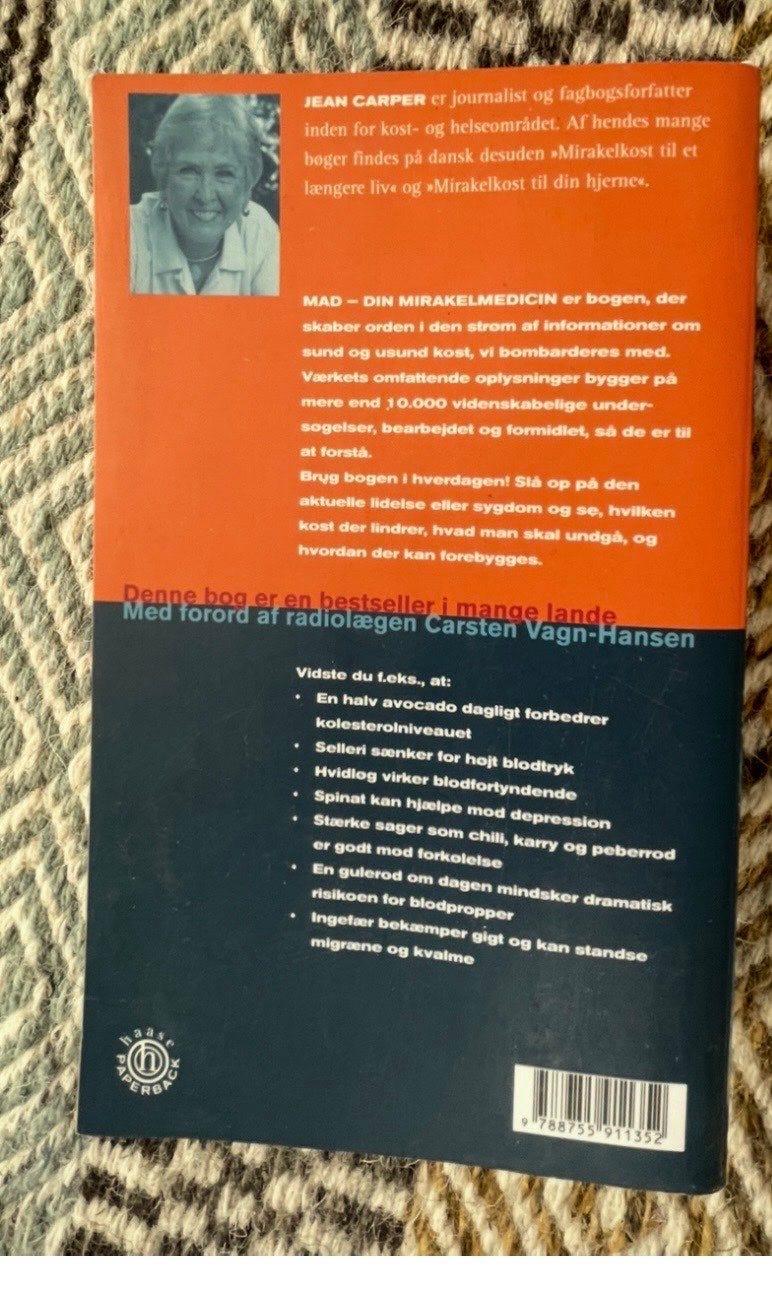 JEAN CARPER er journalist og fagbogsforfatter
inden for kost- og helseområdet. Af hendes mange
bøger findes på dansk desuden »Mirakelkost til et
længere liv« og »Mirakelkost til din hjerne«.
MAD – DIN MIRAKELMEDICIN er bogen, der
skaber orden i den strøm af informationer om
sund og usund kost, vi bombarderes med.
Værkets omfattende oplysninger bygger på
mere end 10.000 videnskabelige under-
søgelser, bearbejdet og formidlet, så de er til
at forstå.
Brug bogen i hverdagen! Slå op på den
aktuelle lidelse eller sygdom og se, hvilken
kost der lindrer, hvad man skal undgå, og
hvordan der kan forebygges.
Denne bog er en bestseller i mange lande
Med forord af radiolægen Carsten Vagn-Hansen
Vidste du f.eks., at:
• En halv avocado dagligt forbedrer
kolesterolniveauet
• Selleri sænker for højt blodtryk
• Hvidløg virker blodfortyndende
• Spinat kan hjælpe mod depression
• Stærke sager som chili, karry og peberrod
er godt mod forkølelse
• En gulerod om dagen mindsker dramatisk
risikoen for blodpropper
• Ingefær bekæmper gigt og kan standse
migræne og kvalme
haase
h
PAPERBACK
9 788755 911352